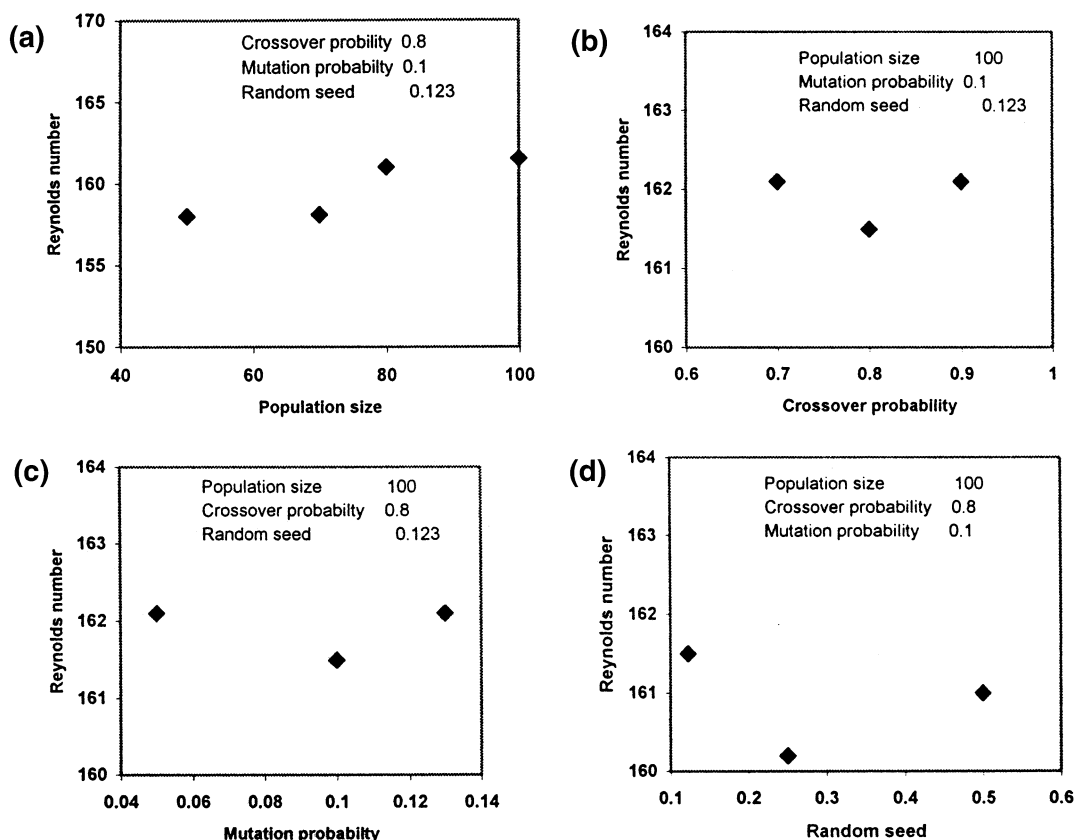 (a)
170
165
160
155
150
Reynolds number
Crossover probility 0.8
Mutation probabilty 0.1
Random seed 0.123
40 60 80 100
Population size
(b)
164
163
162
161
160
Reynolds number
Population size 100
Mutation probability 0.1
Random seed 0.123
0.6 0.7 0.8 0.9 1
Crossover probability
(c)
164
163
162
161
160
Reynolds number
Population size 100
Crossover probabilty 0.8
Random seed 0.123
0.04 0.06 0.08 0.1 0.12 0.14
Mutation probabilty
(d)
164
163
162
161
160
Reynolds number
Population size 100
Crossover probability 0.8
Mutation probability 0.1
0.1 0.2 0.3 0.4 0.5 0.6
Random seed